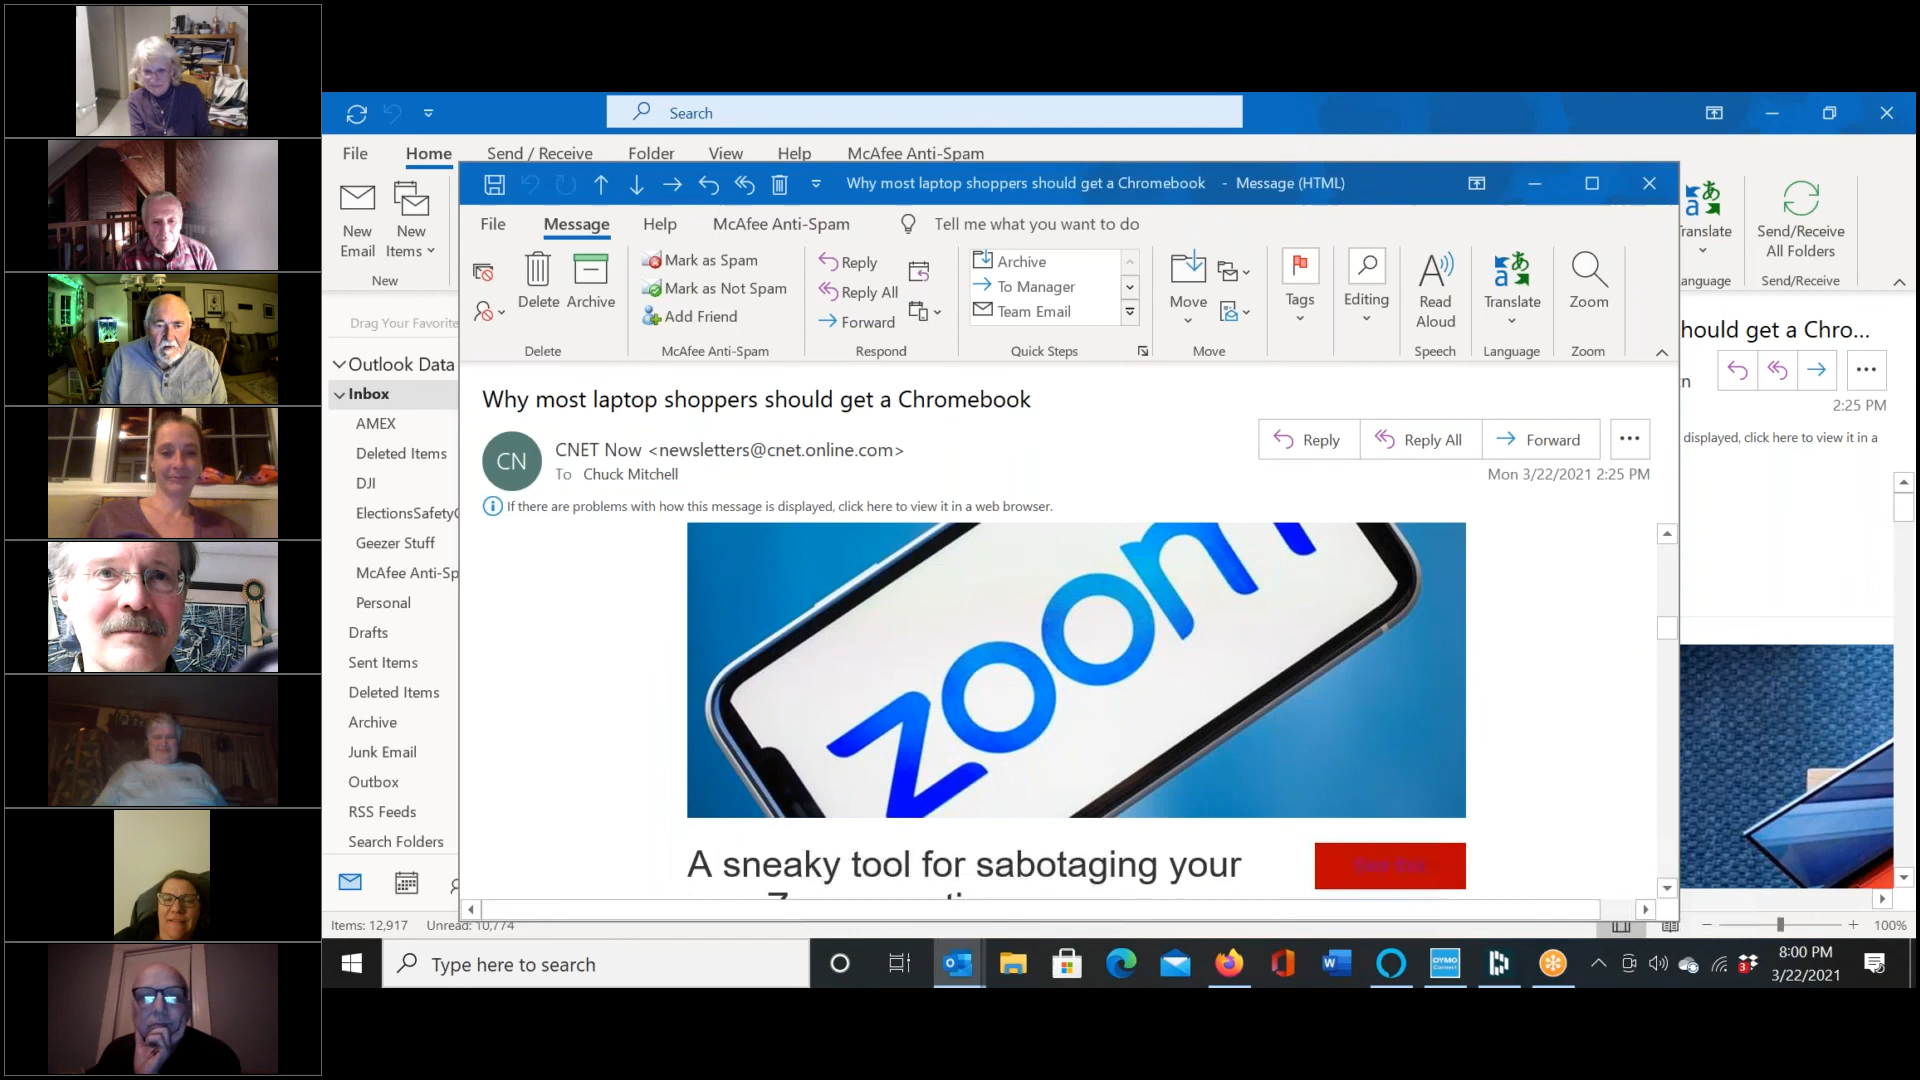 Search
File Home Send / Receive Folder View Help McAfee Anti-Spam
New Email
New Items
New
Translate
Language
Send/Receive All Folders
Send/Receive
Why most laptop shoppers should get a Chromebook - Message (HTML)
File Message Help McAfee Anti-Spam Tell me what you want to do
Delete
Archive
Delete
Mark as Spam
Mark as Not Spam
Add Friend
McAfee Anti-Spam
Reply
Reply All
Forward
Respond
Archive
To Manager
Team Email
Quick Steps
Move
Move
Tags
Editing
Read Aloud
Speech
Translate
Language
Zoom
Zoom
Drag Your Favorite
Outlook Data
Inbox
AMEX
Deleted Items
DJI
ElectionsSafety
Geezer Stuff
McAfee Anti-Sp
Personal
Drafts
Sent Items
Deleted Items
Archive
Junk Email
Outbox
RSS Feeds
Search Folders
Items: 12,917 Unread: 10,774
Why most laptop shoppers should get a Chromebook
CN
CNET Now <newsletters@cnet.online.com>
To Chuck Mitchell
Reply Reply All Forward
Mon 3/22/2021 2:25 PM
If there are problems with how this message is displayed, click here to view it in a web browser.
zoom
A sneaky tool for sabotaging your
hould get a Chro...
n
2:25 PM
displayed, click here to view it in a
100%
Type here to search
DYMO
Connect
3
8:00 PM
3/22/2021